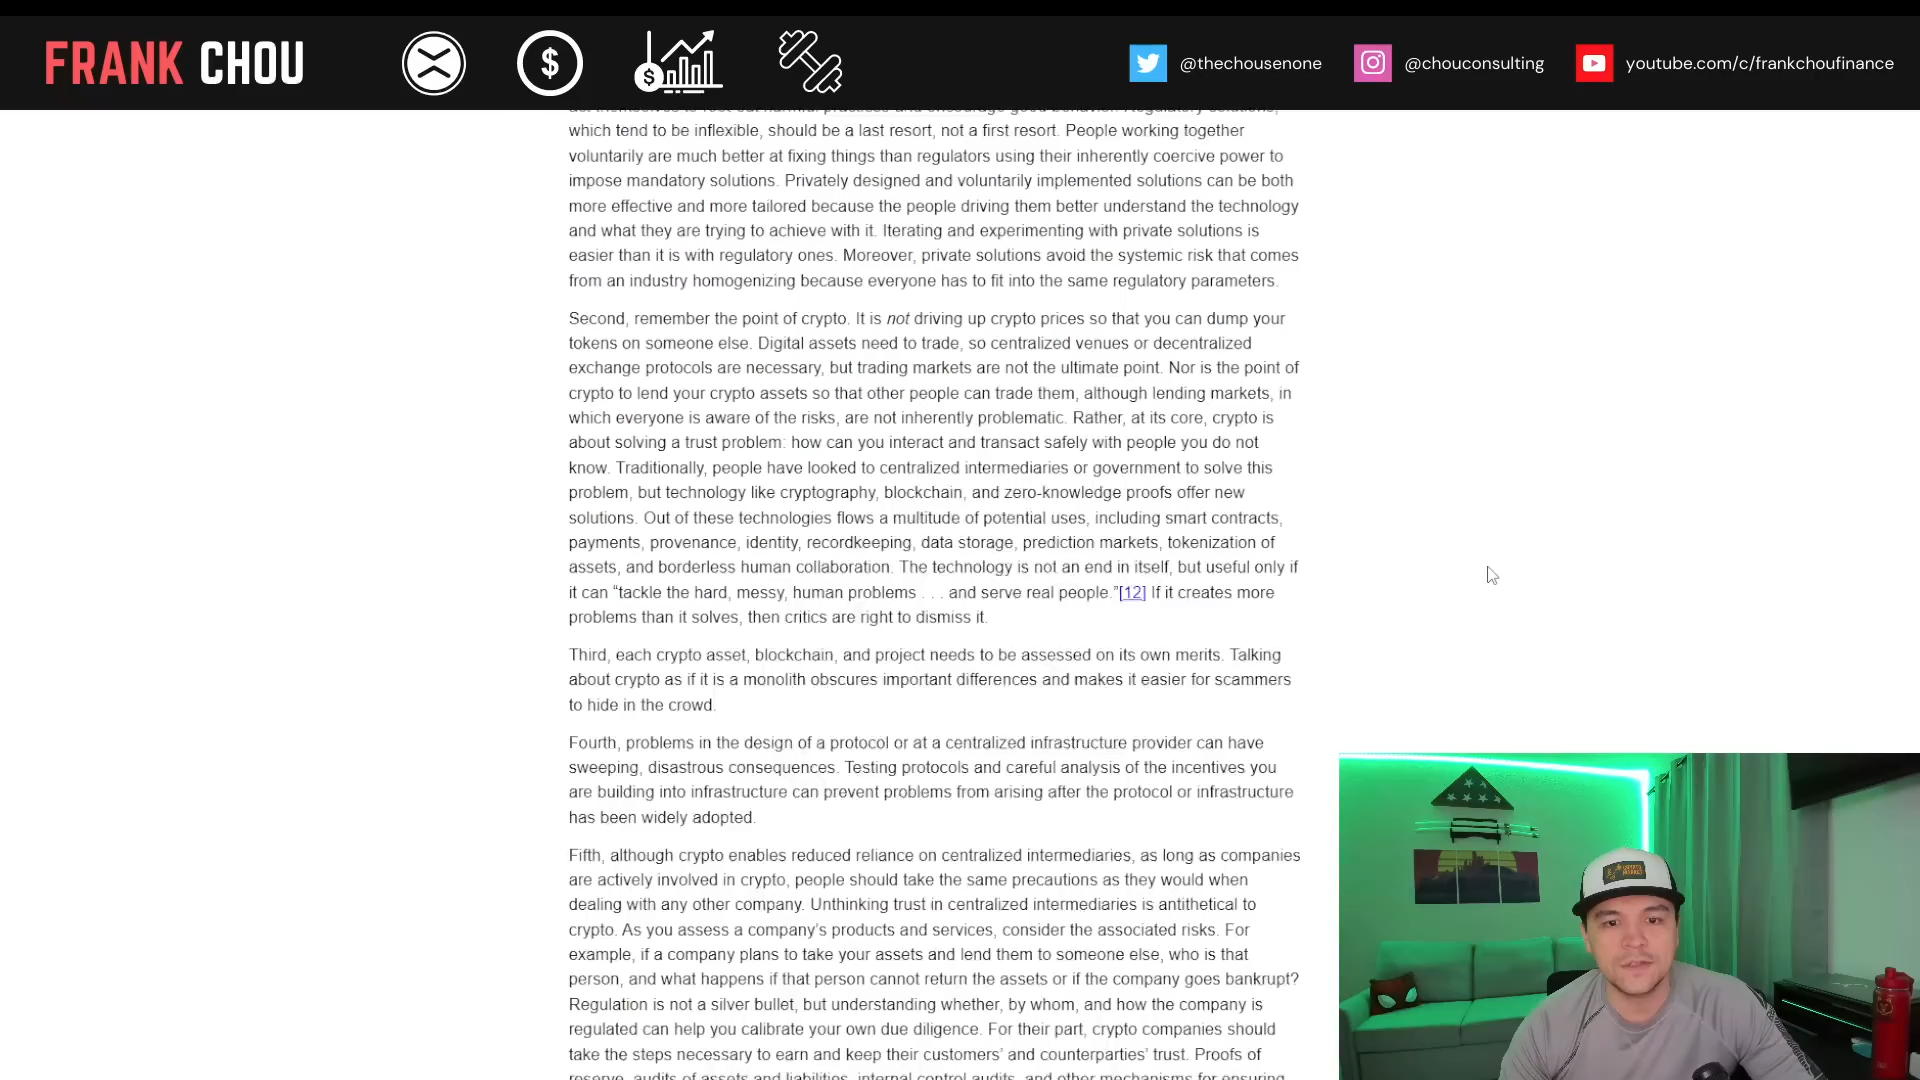 FRANK CHOU
@thechousenone
@chouconsulting
youtube.com/c/frankchoufinance
act themselves to root out harmful practices and encourage good behavior. Regulatory solutions,
which tend to be inflexible, should be a last resort, not a first resort. People working together
voluntarily are much better at fixing things than regulators using their inherently coercive power to
impose mandatory solutions. Privately designed and voluntarily implemented solutions can be both
more effective and more tailored because the people driving them better understand the technology
and what they are trying to achieve with it. Iterating and experimenting with private solutions is
easier than it is with regulatory ones. Moreover, private solutions avoid the systemic risk that comes
from an industry homogenizing because everyone has to fit into the same regulatory parameters.
Second, remember the point of crypto. It is not driving up crypto prices so that you can dump your
tokens on someone else. Digital assets need to trade, so centralized venues or decentralized
exchange protocols are necessary, but trading markets are not the ultimate point. Nor is the point of
crypto to lend your crypto assets so that other people can trade them, although lending markets, in
which everyone is aware of the risks, are not inherently problematic. Rather, at its core, crypto is
about solving a trust problem: how can you interact and transact safely with people you do not
know. Traditionally, people have looked to centralized intermediaries or government to solve this
problem, but technology like cryptography, blockchain, and zero-knowledge proofs offer new
solutions. Out of these technologies flows a multitude of potential uses, including smart contracts,
payments, provenance, identity, recordkeeping, data storage, prediction markets, tokenization of
assets, and borderless human collaboration. The technology is not an end in itself, but useful only if
it can “tackle the hard, messy, human problems . . . and serve real people.”[12] If it creates more
problems than it solves, then critics are right to dismiss it.
Third, each crypto asset, blockchain, and project needs to be assessed on its own merits. Talking
about crypto as if it is a monolith obscures important differences and makes it easier for scammers
to hide in the crowd.
Fourth, problems in the design of a protocol or at a centralized infrastructure provider can have
sweeping, disastrous consequences. Testing protocols and careful analysis of the incentives you
are building into infrastructure can prevent problems from arising after the protocol or infrastructure
has been widely adopted.
Fifth, although crypto enables reduced reliance on centralized intermediaries, as long as companies
are actively involved in crypto, people should take the same precautions as they would when
dealing with any other company. Unthinking trust in centralized intermediaries is antithetical to
crypto. As you assess a company’s products and services, consider the associated risks. For
example, if a company plans to take your assets and lend them to someone else, who is that
person, and what happens if that person cannot return the assets or if the company goes bankrupt?
Regulation is not a silver bullet, but understanding whether, by whom, and how the company is
regulated can help you calibrate your own due diligence. For their part, crypto companies should
take the steps necessary to earn and keep their customers’ and counterparties’ trust. Proofs of
reserve, audits of assets and liabilities, internal control audits, and other mechanisms for ensuring